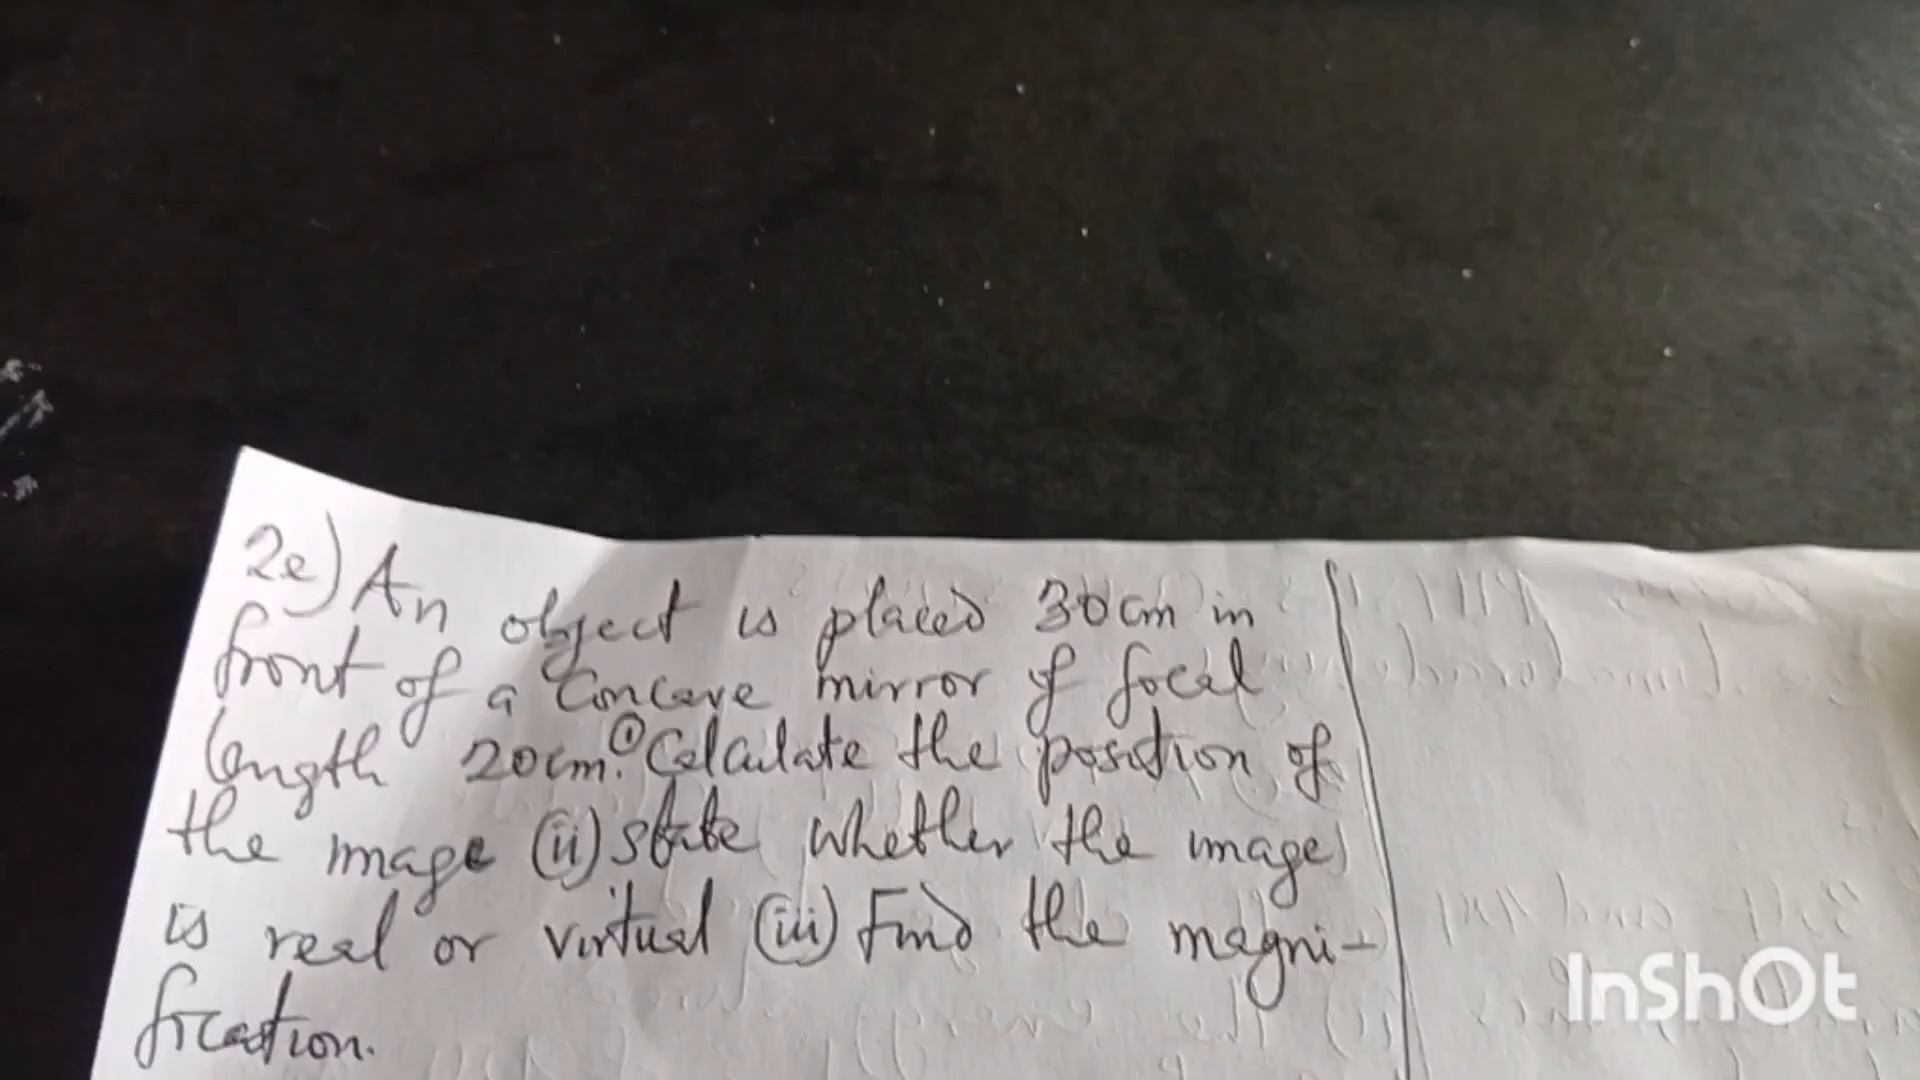 2e) An object is placed 30cm in
front of a Concave mirror of focal
length 20cm. (i) Calculate the position of
the image (ii) state whether the image
is real or virtual (iii) Find the magni-
fication.
InShOt